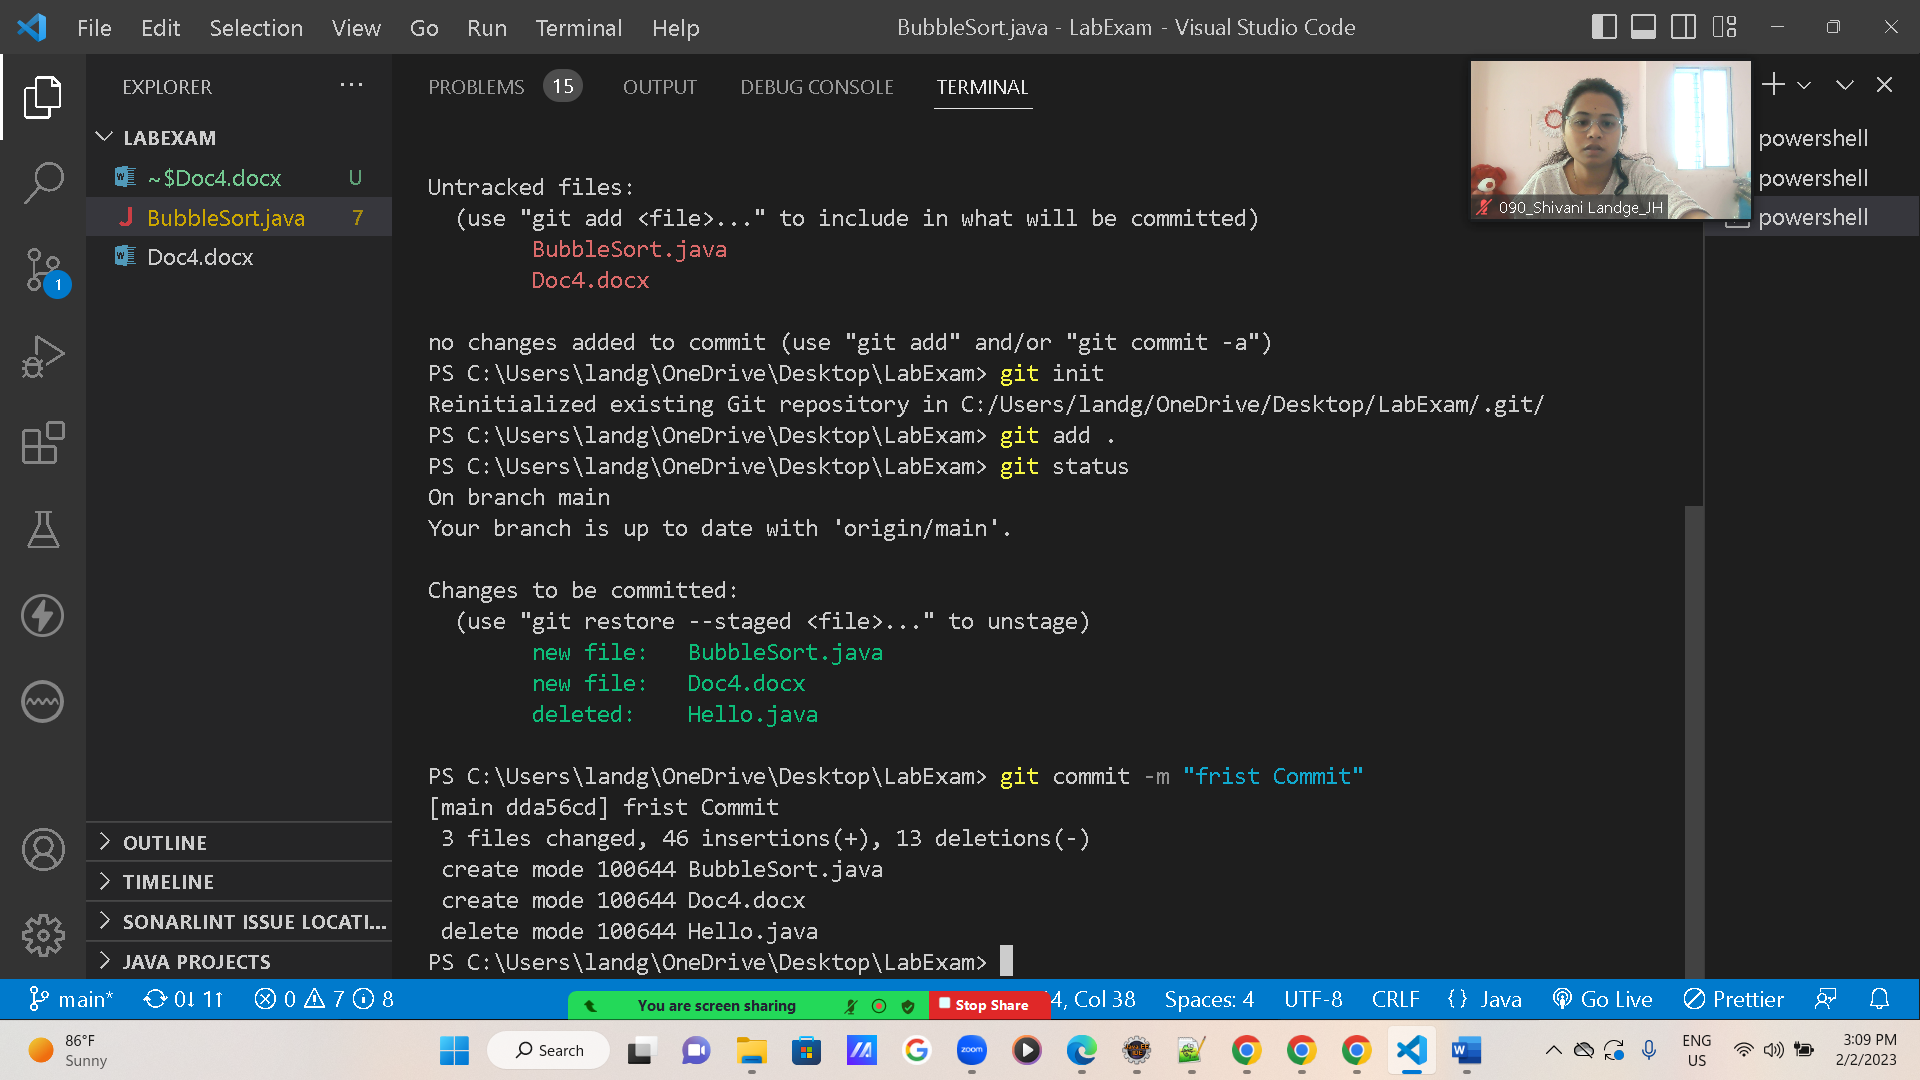 File Edit Selection View Go Run Terminal Help
BubbleSort.java - LabExam - Visual Studio Code
EXPLORER ···
LABEXAM
~$Doc4.docx U
BubbleSort.java 7
Doc4.docx
1
OUTLINE
TIMELINE
SONARLINT ISSUE LOCATI...
JAVA PROJECTS
PROBLEMS 15 OUTPUT DEBUG CONSOLE TERMINAL
Untracked files:
(use "git add <file>..." to include in what will be committed)
BubbleSort.java
Doc4.docx
no changes added to commit (use "git add" and/or "git commit -a")
PS C:\Users\landg\OneDrive\Desktop\LabExam> git init
Reinitialized existing Git repository in C:/Users/landg/OneDrive/Desktop/LabExam/.git/
PS C:\Users\landg\OneDrive\Desktop\LabExam> git add .
PS C:\Users\landg\OneDrive\Desktop\LabExam> git status
On branch main
Your branch is up to date with 'origin/main'.
Changes to be committed:
(use "git restore --staged <file>..." to unstage)
new file: BubbleSort.java
new file: Doc4.docx
deleted: Hello.java
PS C:\Users\landg\OneDrive\Desktop\LabExam> git commit -m "frist Commit"
[main dda56cd] frist Commit
3 files changed, 46 insertions(+), 13 deletions(-)
create mode 100644 BubbleSort.java
create mode 100644 Doc4.docx
delete mode 100644 Hello.java
PS C:\Users\landg\OneDrive\Desktop\LabExam>
090_Shivani Landge_JH
powershell
powershell
powershell
main* 0↓ 1↑ 0 7 8
You are screen sharing Stop Share
4, Col 38 Spaces: 4 UTF-8 CRLF {} Java Go Live Prettier
86°F
Sunny
Search
zoom
ENG
US
3:09 PM
2/2/2023